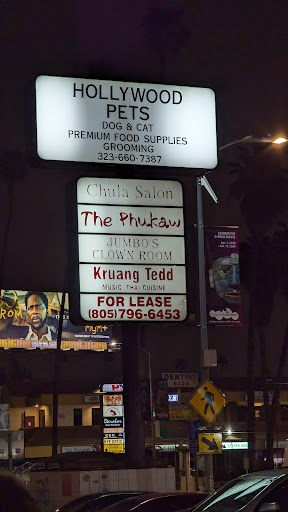 HOLLYWOOD
PETS
DOG & CAT
PREMIUM FOOD SUPPLIES
GROOMING
323-660-7387
Chula Salon
The Phukaw
JUMBO'S
CLOWN ROOM
Kruang Tedd
MUSIC THAI CUISINE
FOR LEASE
(805)796-6453
DENTIST